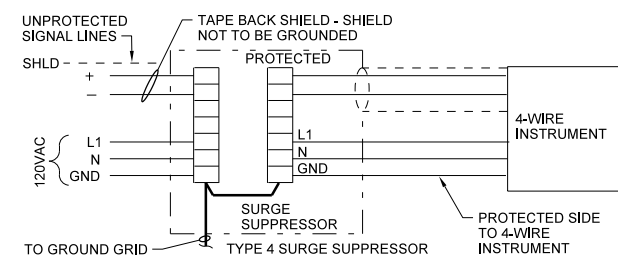 UNPROTECTED
SIGNAL LINES
TAPE BACK SHIELD - SHIELD
NOT TO BE GROUNDED
SHLD
PROTECTED
+
−
4-WIRE
INSTRUMENT
120VAC
L1
N
GND
L1
N
GND
SURGE
SUPPRESSOR
PROTECTED SIDE
TO 4-WIRE
INSTRUMENT
TO GROUND GRID
TYPE 4 SURGE SUPPRESSOR